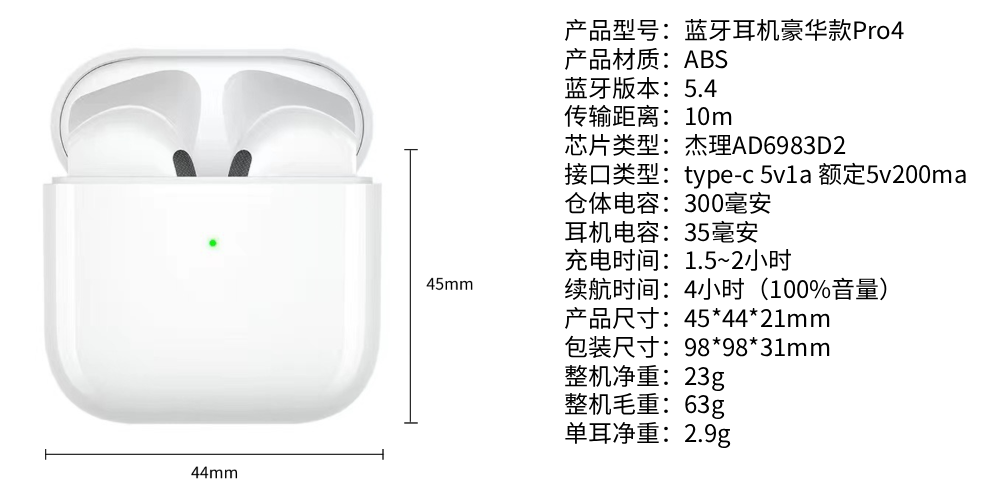 产品型号：蓝牙耳机豪华款Pro4
产品材质：ABS
蓝牙版本：5.4
传输距离：10m
芯片类型：杰理AD6983D2
接口类型：type-c 5v1a 额定5v200ma
仓体电容：300毫安
耳机电容：35毫安
充电时间：1.5~2小时
续航时间：4小时（100%音量）
产品尺寸：45*44*21mm
包装尺寸：98*98*31mm
整机净重：23g
整机毛重：63g
单耳净重：2.9g
45mm
44mm